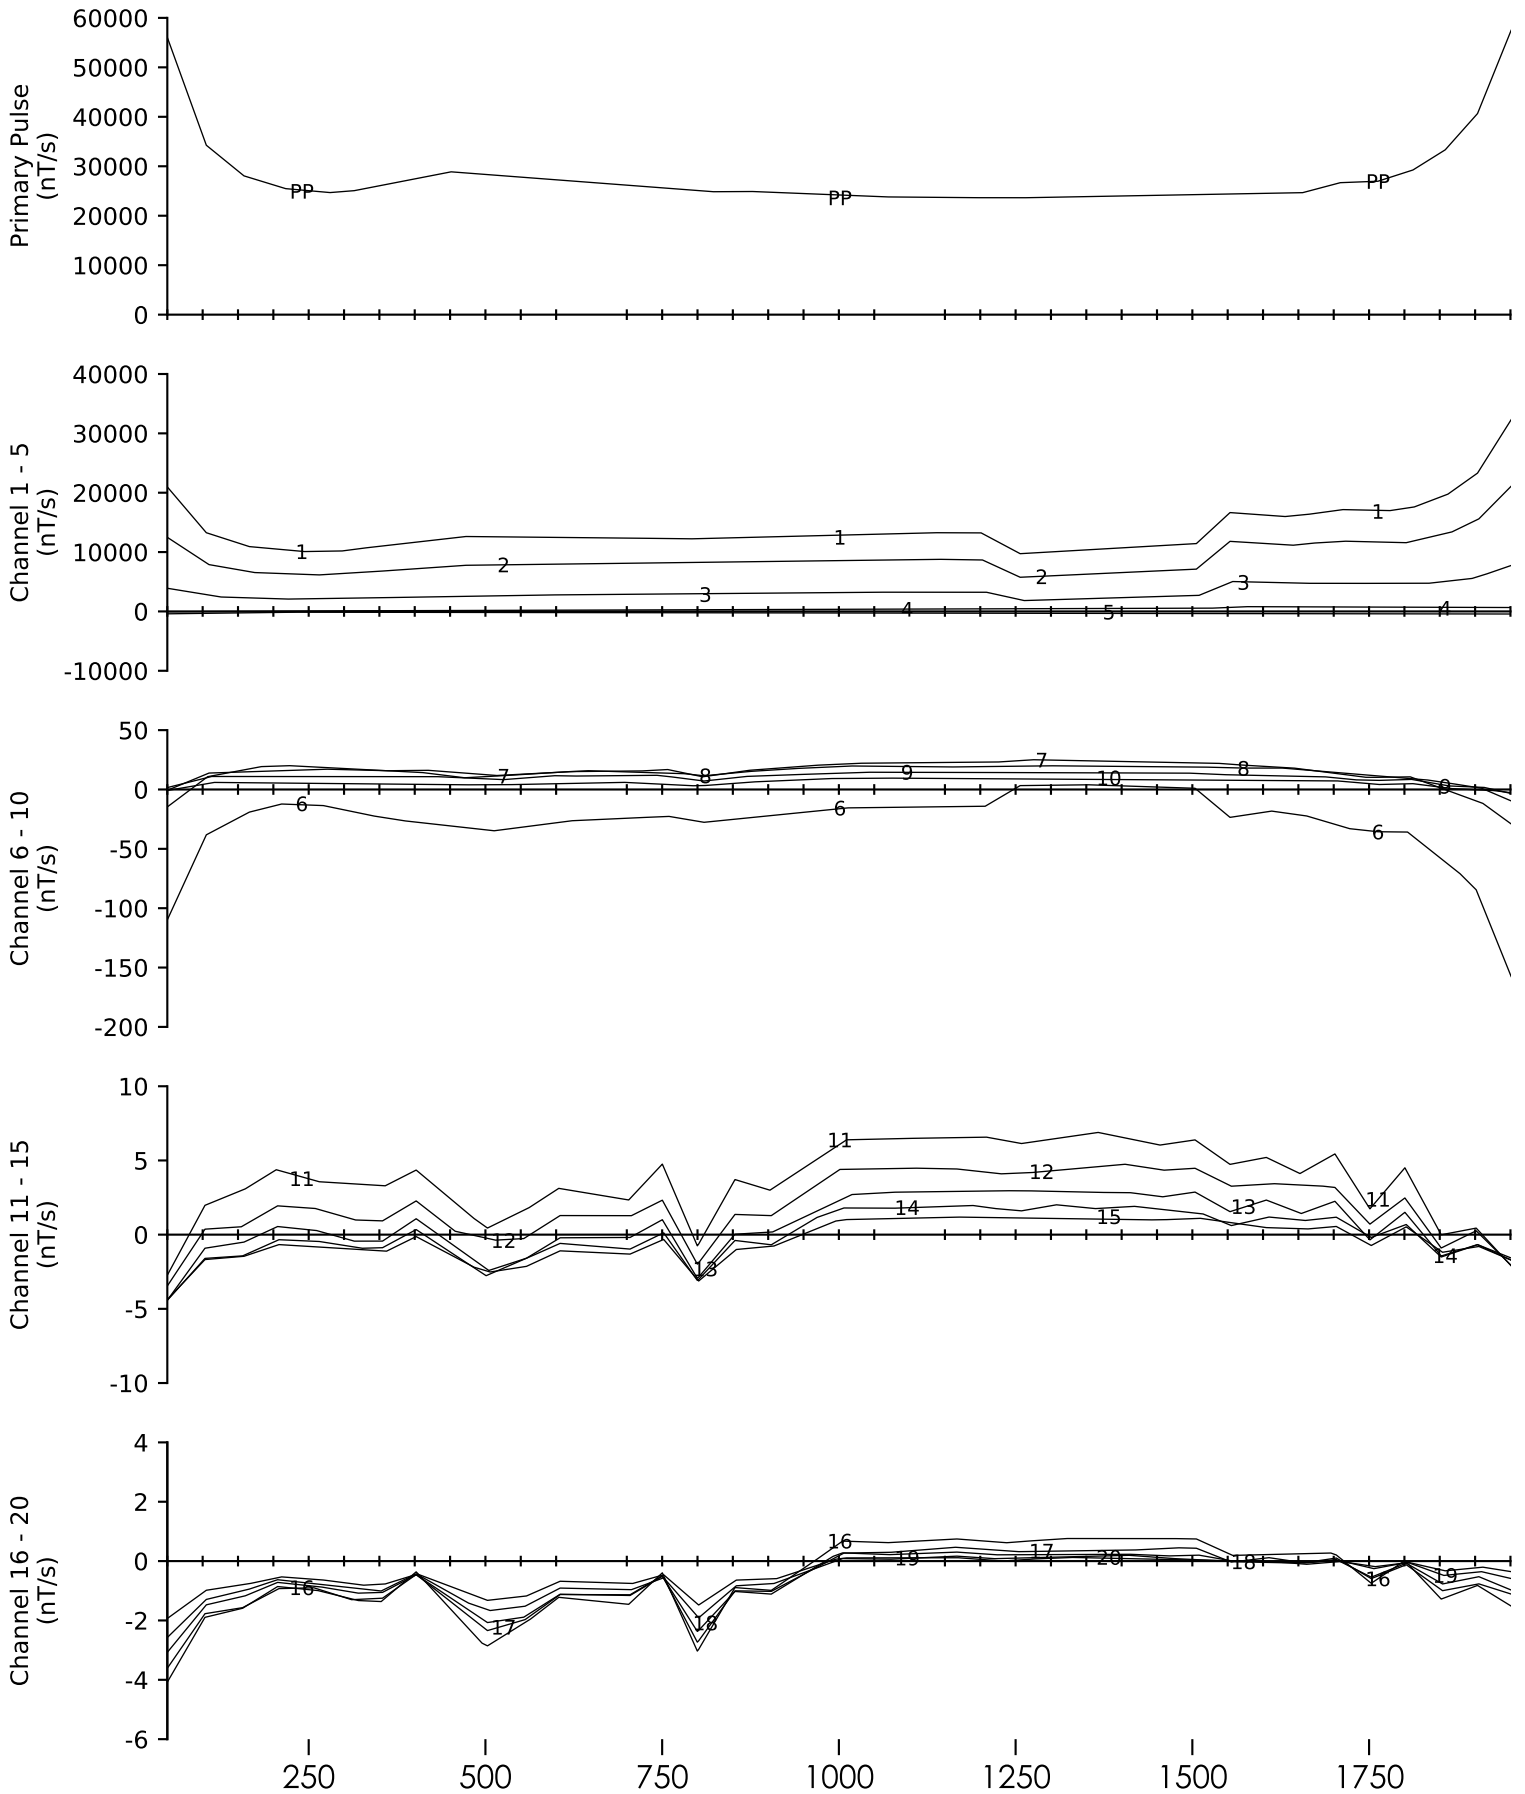 60000
50000
40000
30000
20000
10000
0
Primary Pulse
(nT/s)
PP PP PP
40000
30000
20000
10000
0
-10000
Channel 1 - 5
(nT/s)
1 1 1
2 2
3 3
4 4
5
50
0
-50
-100
-150
-200
Channel 6 - 10
(nT/s)
7 7
8 8
9 9
10
6 6 6
10
5
0
-5
-10
Channel 11 - 15
(nT/s)
11 11 11
12 12
13 13
14 14
15
4
2
0
-2
-4
-6
Channel 16 - 20
(nT/s)
16 16 16
17 17
18 18
19 19
20
250 500 750 1000 1250 1500 1750